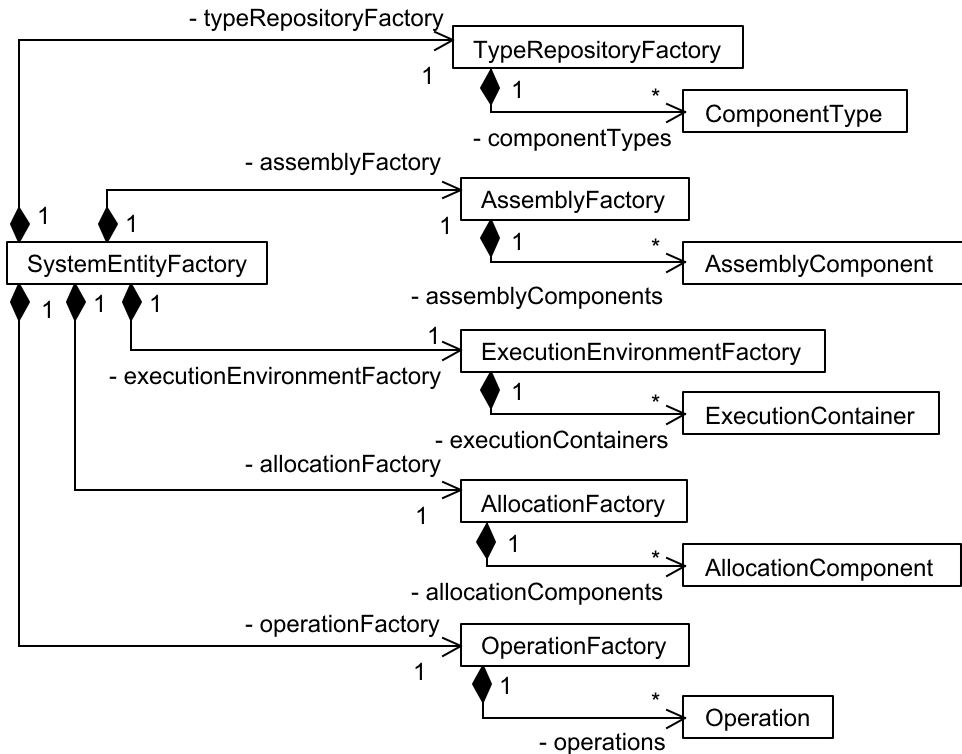 - typeRepositoryFactory
TypeRepositoryFactory
1
1
*
ComponentType
- componentTypes
- assemblyFactory
AssemblyFactory
1
1
1
1
*
SystemEntityFactory
AssemblyComponent
- assemblyComponents
1
1
1
1
ExecutionEnvironmentFactory
- executionEnvironmentFactory
1
*
ExecutionContainer
- executionContainers
- allocationFactory
AllocationFactory
1
1
*
AllocationComponent
- allocationComponents
- operationFactory
OperationFactory
1
1
*
Operation
- operations